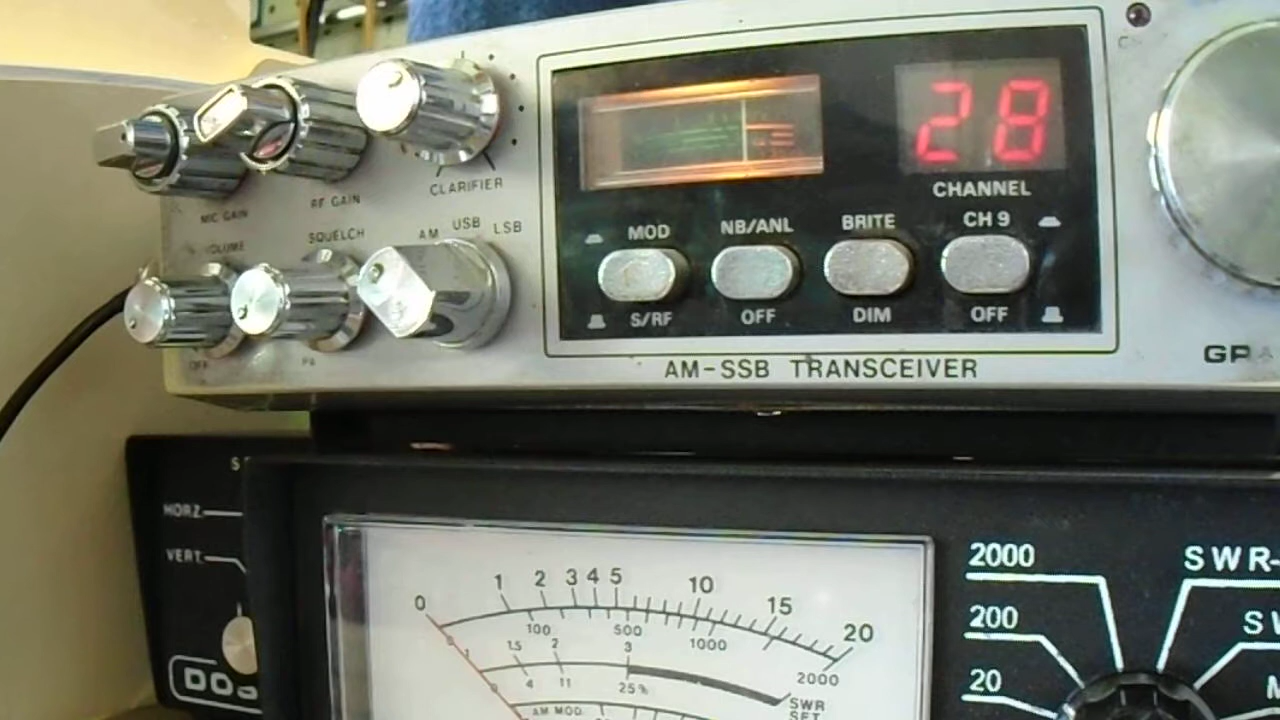 28
CHANNEL
CLARIFIER
MIC GAIN
RF GAIN
VOLUME
SQUELCH
AM USB LSB
MOD NB/ANL BRITE CH 9
S/RF OFF DIM OFF
OFF
PA
AM-SSB TRANSCEIVER
HORZ.
VERT.
0 1 2 3 4 5 10 15 20
100 500 1000 2000
1.5 2 3
4 11 25%
SWR
SET
AM MOD.
2000
200
20
SWR-